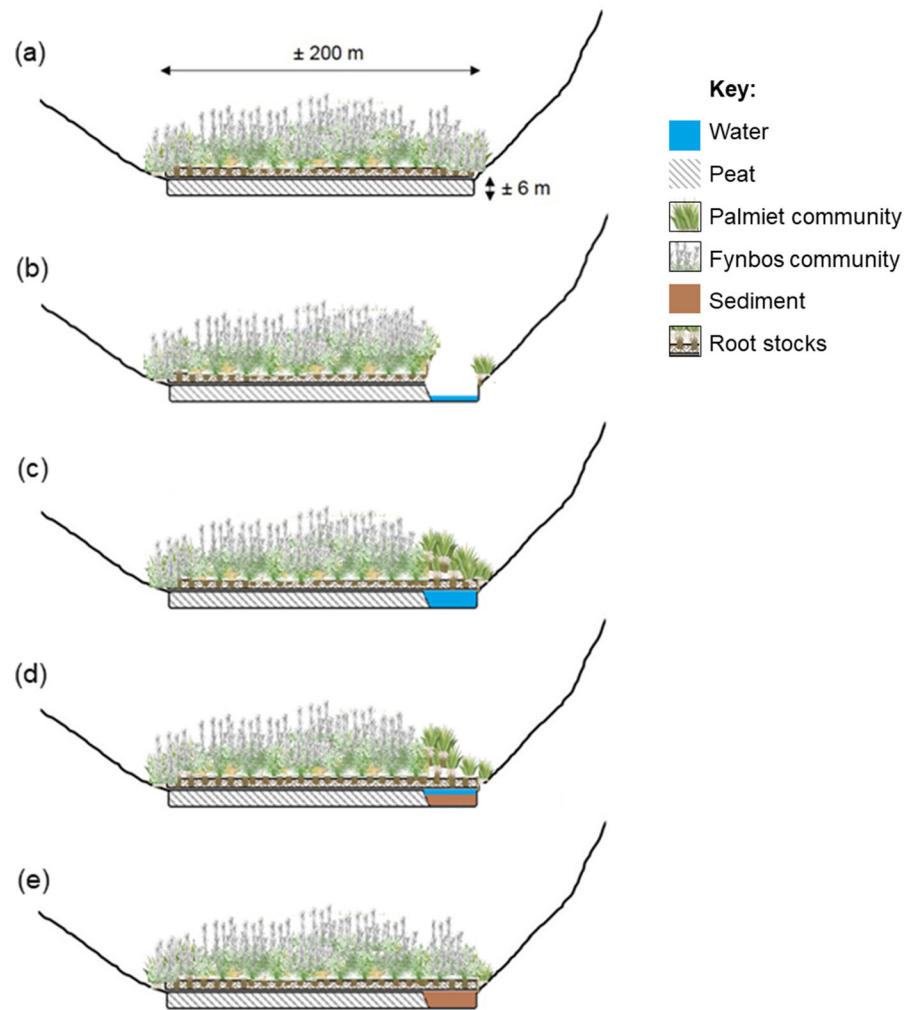 (a)
± 200 m
± 6 m
(b)
(c)
(d)
(e)
Key:
Water
Peat
Palmiet community
Fynbos community
Sediment
Root stocks